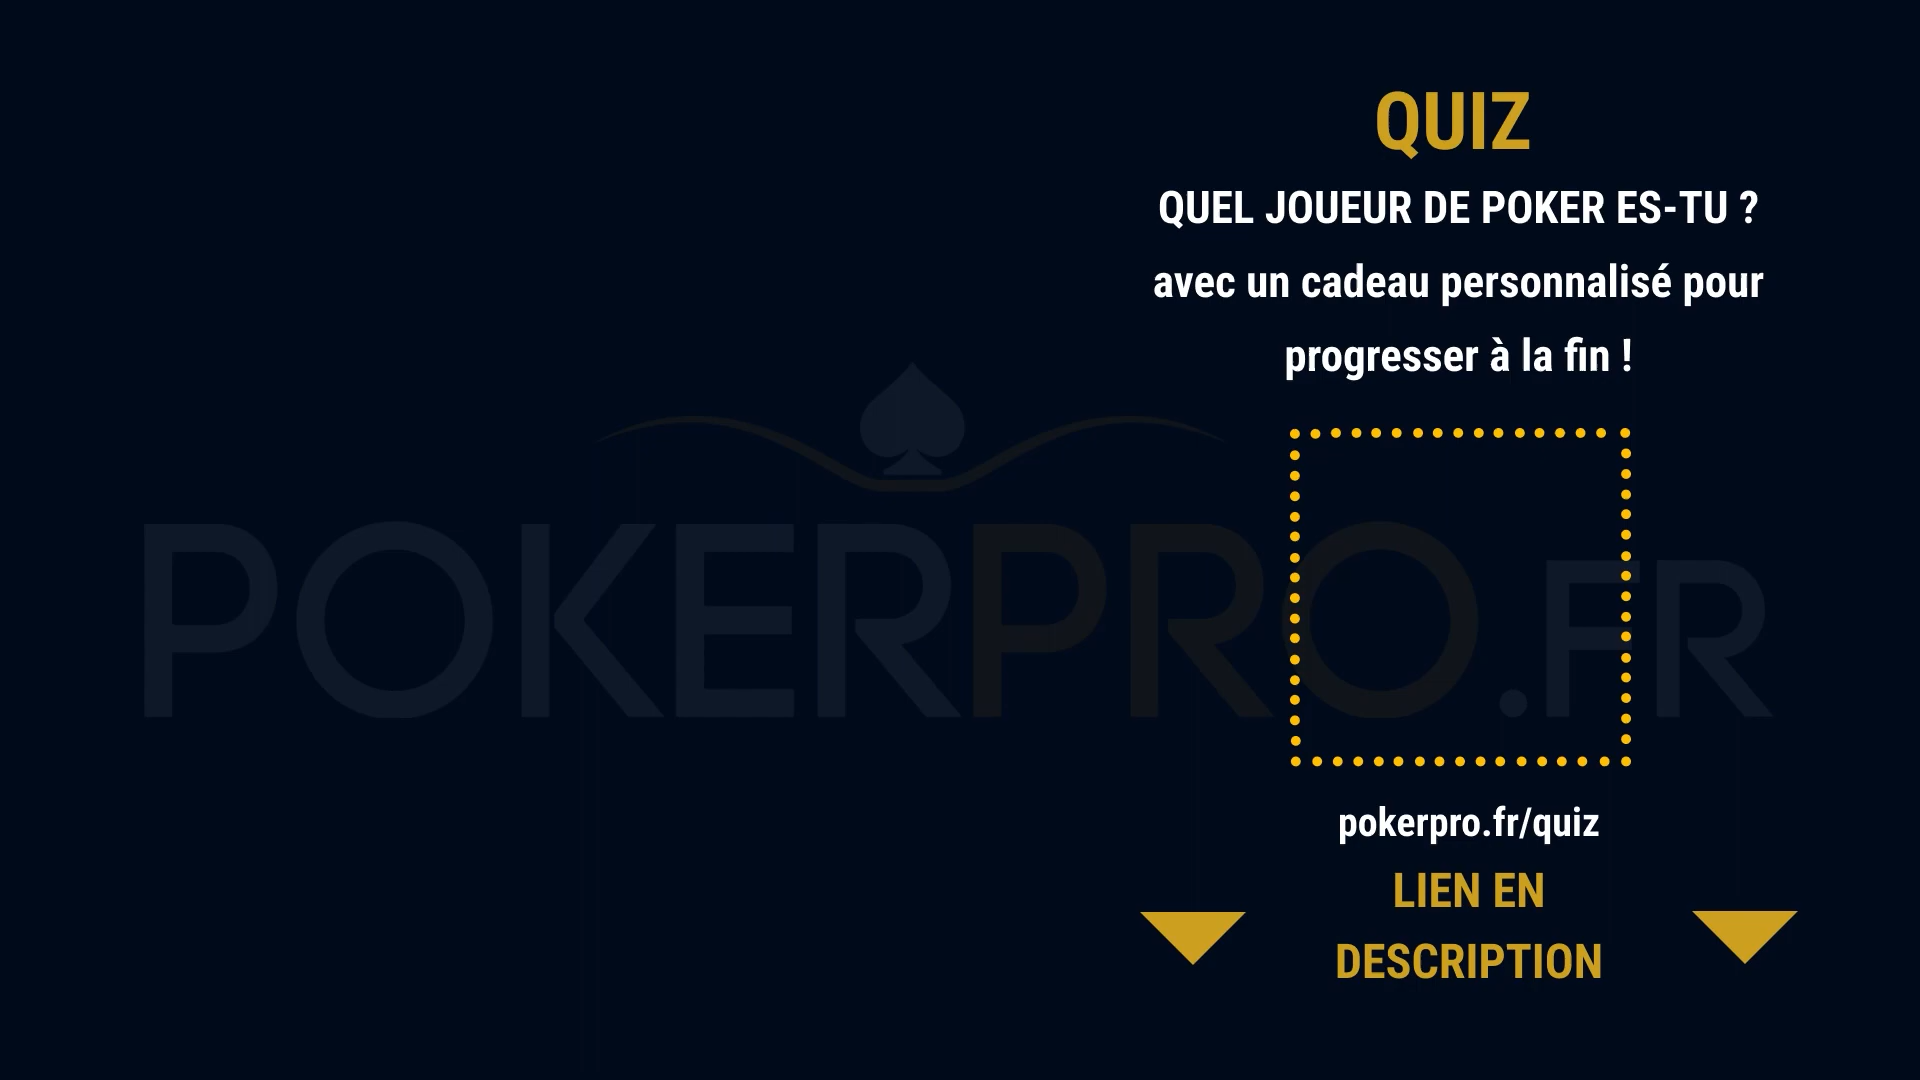 QUIZ
QUEL JOUEUR DE POKER ES-TU ?
avec un cadeau personnalisé pour
progresser à la fin !
POKERPRO.FR
pokerpro.fr/quiz
LIEN EN
DESCRIPTION